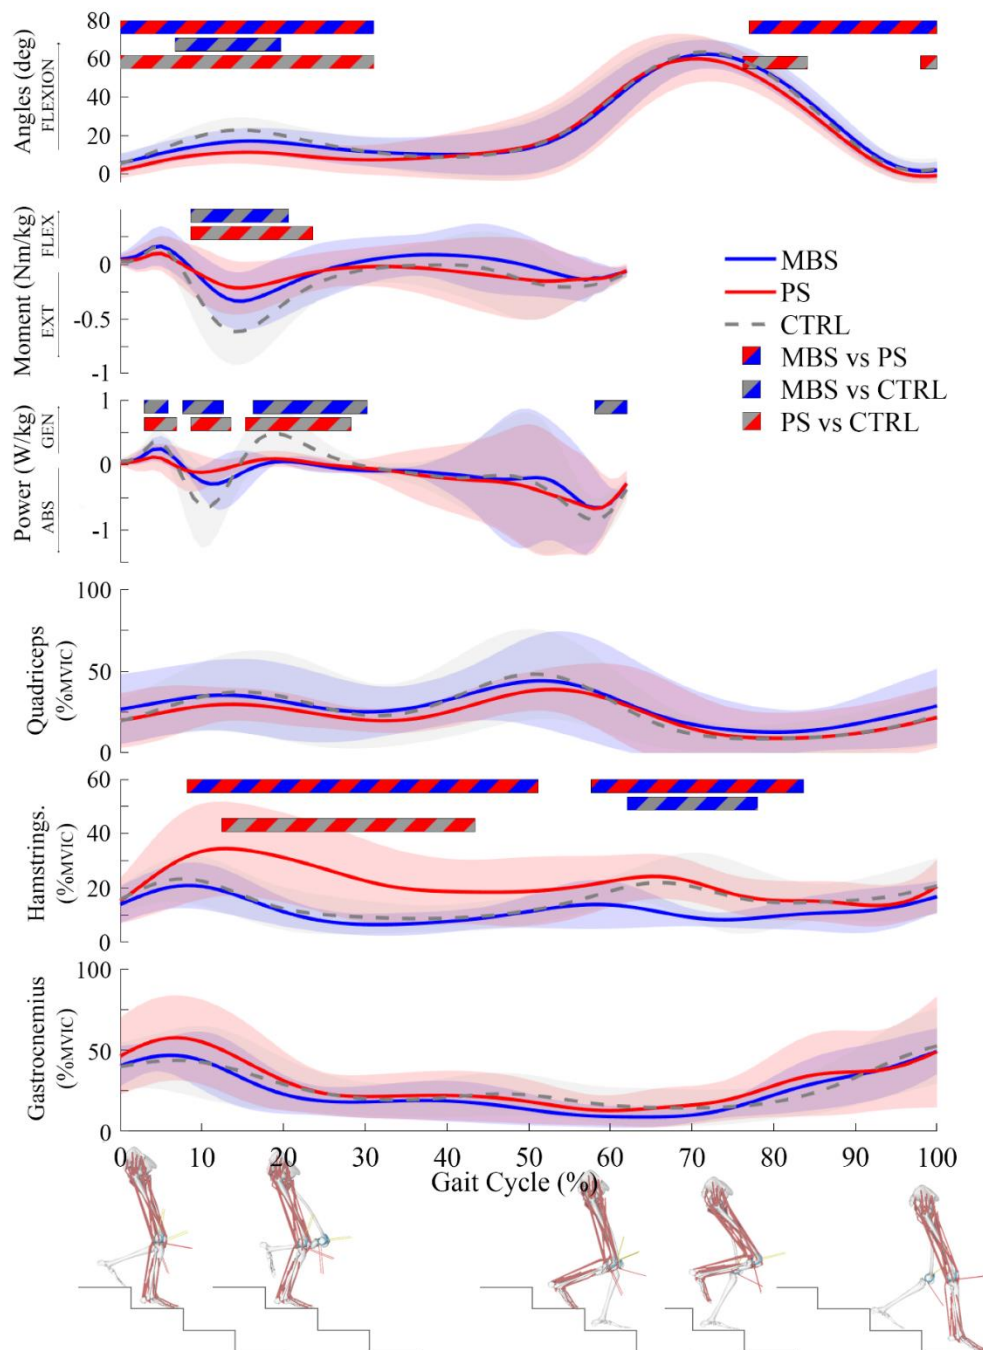 Angles (deg)
FLEXION
80
60
40
20
0
Moment (Nm/kg)
EXT
FLEX
0
-0.5
-1
MBS
PS
CTRL
MBS vs PS
MBS vs CTRL
PS vs CTRL
Power (W/kg)
ABS
GEN
1
0
-1
Quadriceps
(%MVIC)
100
50
0
Hamstrings.
(%MVIC)
60
40
20
0
Gastrocnemius
(%MVIC)
100
50
0
0 10 20 30 40 50 60 70 80 90 100
Gait Cycle (%)